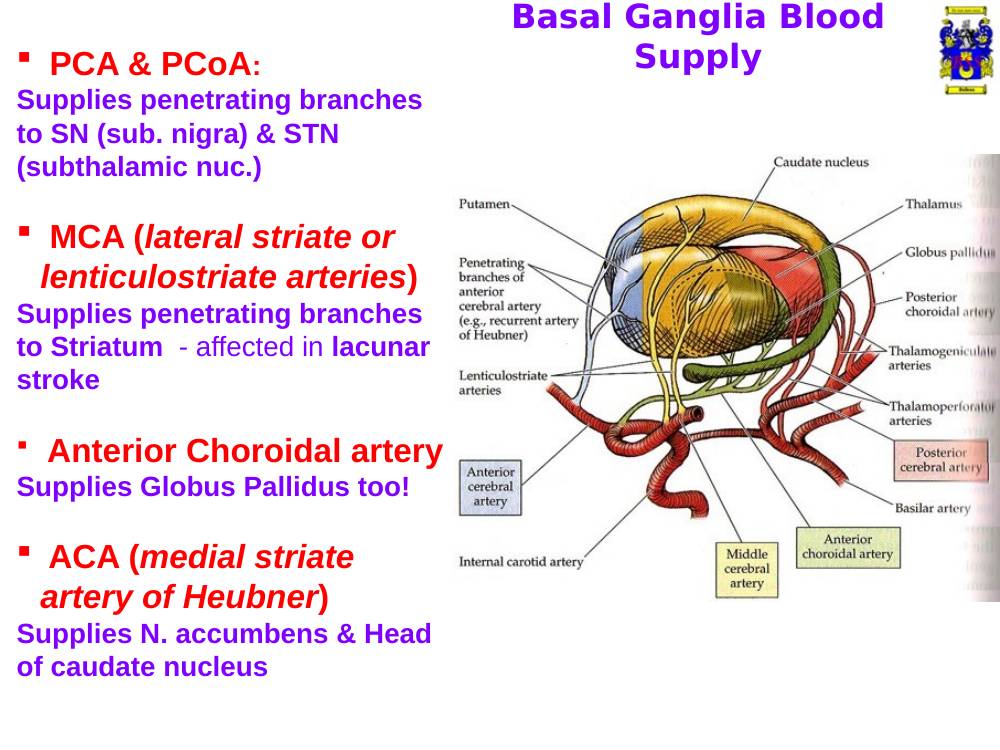 Basal Ganglia Blood
Supply
▪ PCA & PCoA:
Supplies penetrating branches
to SN (sub. nigra) & STN
(subthalamic nuc.)
▪ MCA (lateral striate or
lenticulostriate arteries)
Supplies penetrating branches
to Striatum - affected in lacunar
stroke
▪ Anterior Choroidal artery
Supplies Globus Pallidus too!
▪ ACA (medial striate
artery of Heubner)
Supplies N. accumbens & Head
of caudate nucleus
Caudate nucleus
Putamen
Thalamus
Globus pallidus
Penetrating
branches of
anterior
cerebral artery
(e.g., recurrent artery
of Heubner)
Posterior
choroidal artery
Thalamogeniculate
arteries
Lenticulostriate
arteries
Thalamoperforator
arteries
Posterior
cerebral artery
Anterior
cerebral
artery
Basilar artery
Anterior
choroidal artery
Internal carotid artery
Middle
cerebral
artery